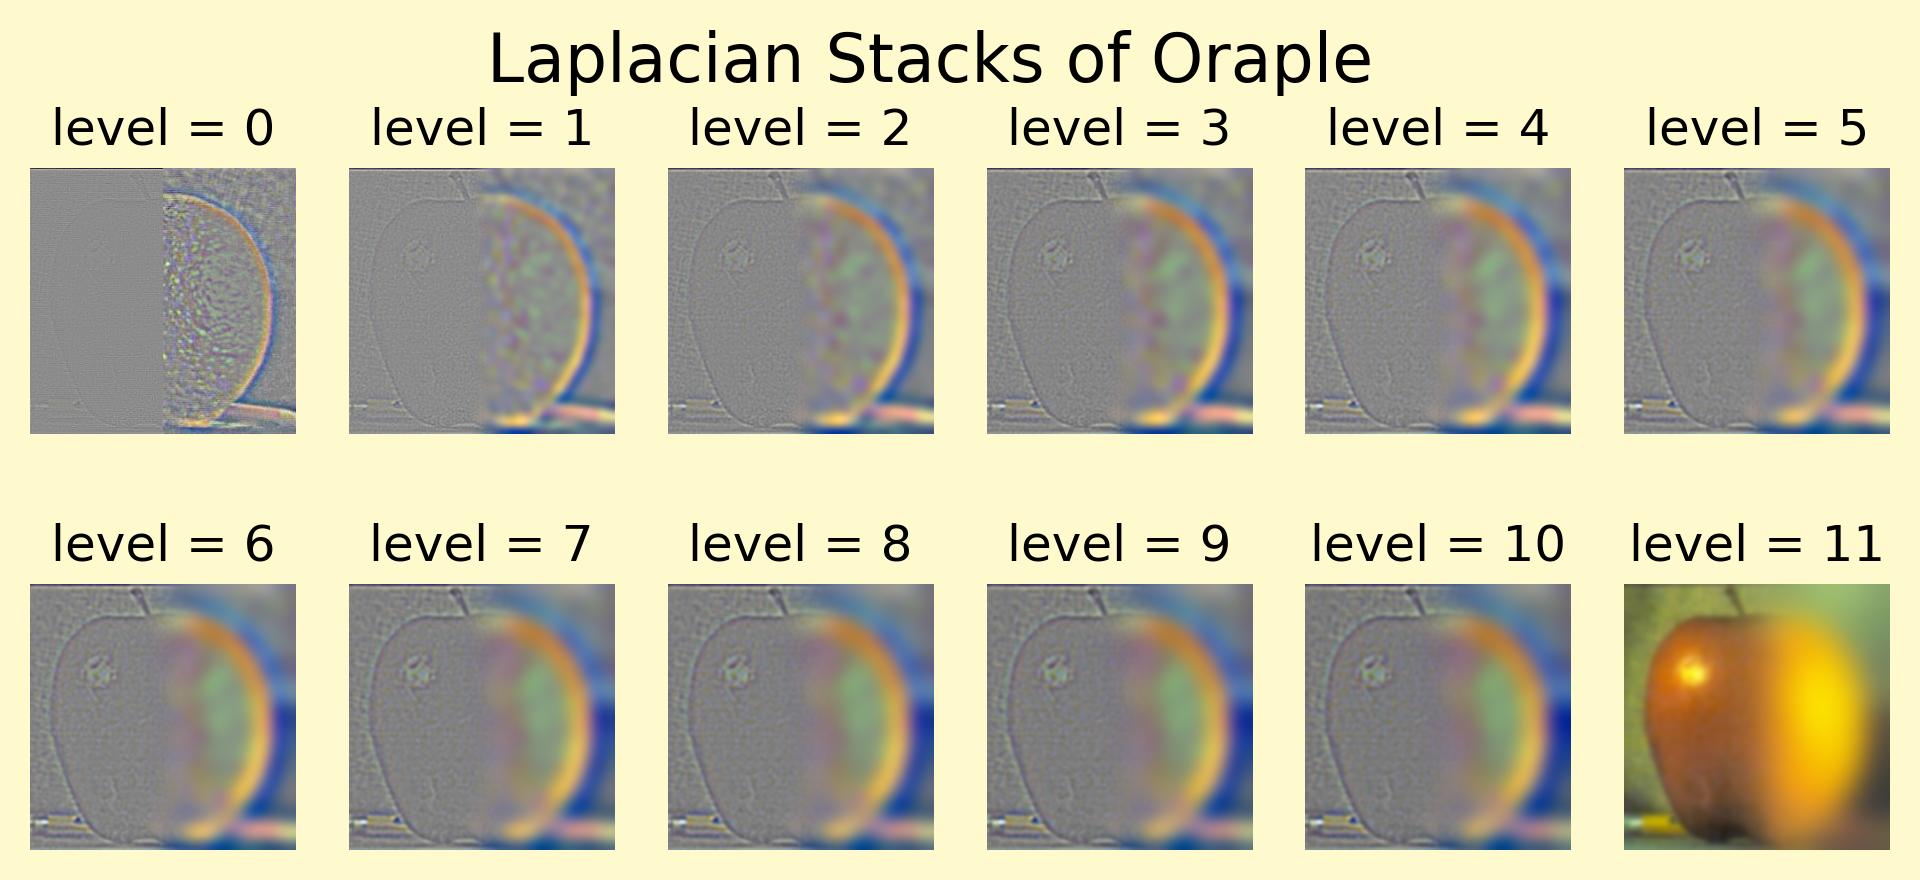 Laplacian Stacks of Oraple
level = 0 level = 1 level = 2 level = 3 level = 4 level = 5
level = 6 level = 7 level = 8 level = 9 level = 10 level = 11